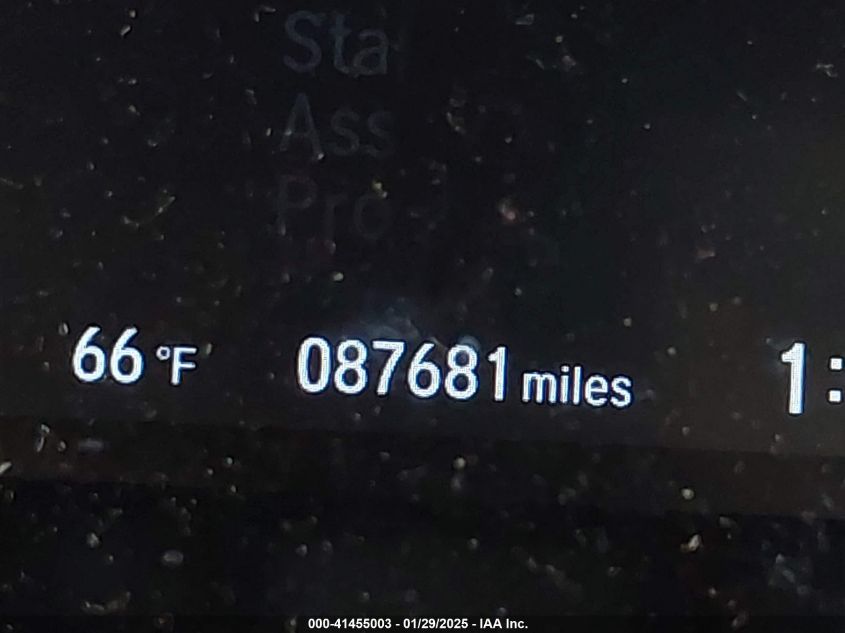 Sta
Ass
Pro
66 °F 087681 miles 1:
000-41455003 - 01/29/2025 - IAA Inc.